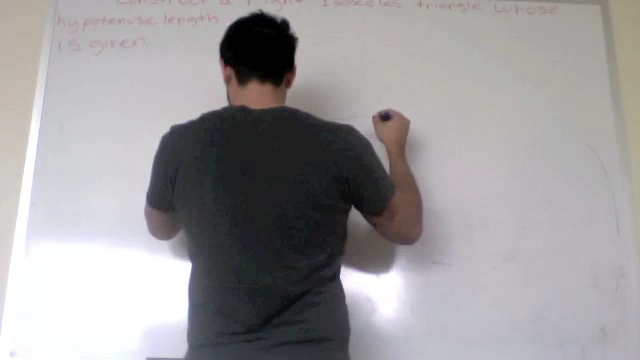 Construct a right Isosceles triangle whose
hypotenuse length
is given.